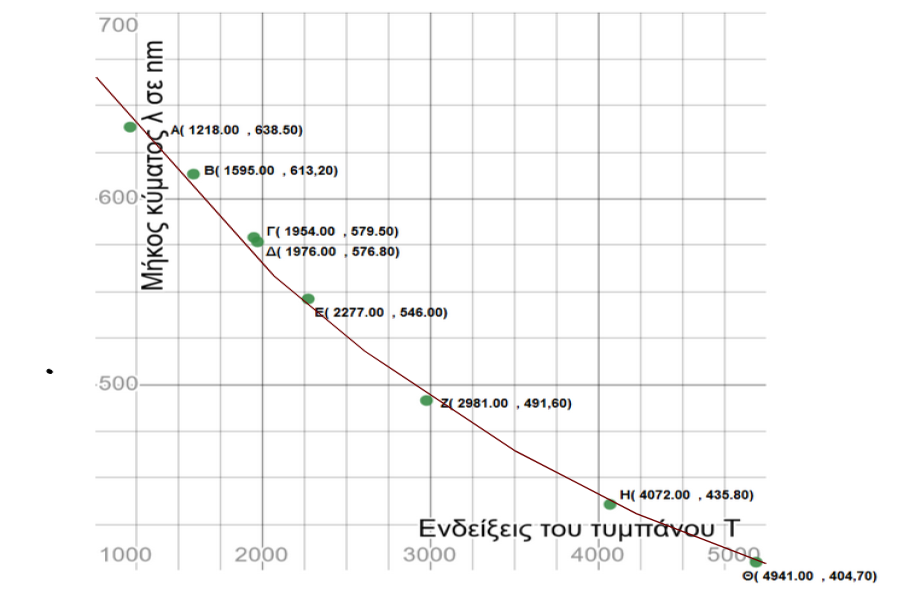 700
Μήκος κύματος λ σε nm
Α( 1218.00 , 638.50)
Β( 1595.00 , 613,20)
600
Γ( 1954.00 , 579.50)
Δ( 1976.00 , 576.80)
Ε( 2277.00 , 546.00)
500
Ζ( 2981.00 , 491,60)
Η( 4072.00 , 435.80)
Ενδείξεις του τυμπάνου Τ
1000 2000 3000 4000 5000
Θ( 4941.00 , 404,70)